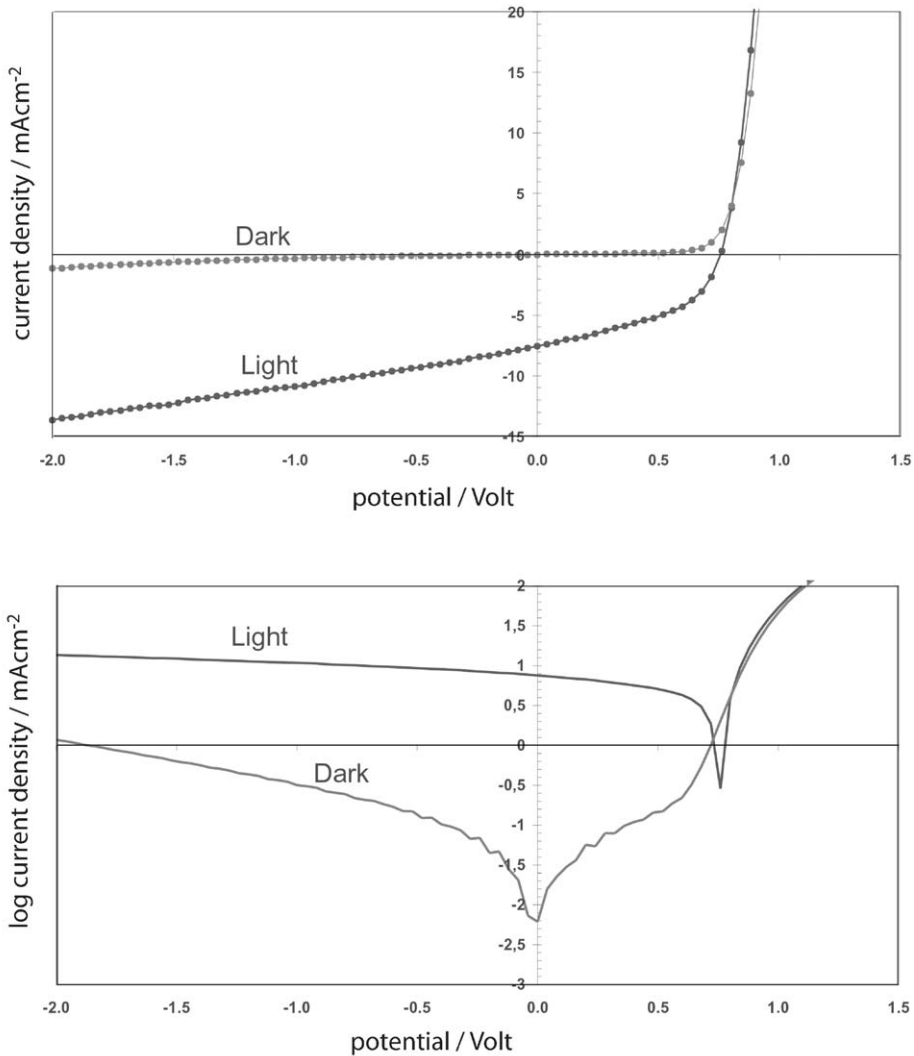 20
15
10
5
0
-5
-10
-15
current density / mAcm-2
Dark
Light
-2.0 -1.5 -1.0 -0.5 0.0 0.5 1.0 1.5
potential / Volt
2
1,5
1
0,5
0
-0,5
-1
-1,5
-2
-2,5
-3
log current density / mAcm-2
Light
Dark
-2.0 -1.5 -1.0 -0.5 0.0 0.5 1.0 1.5
potential / Volt